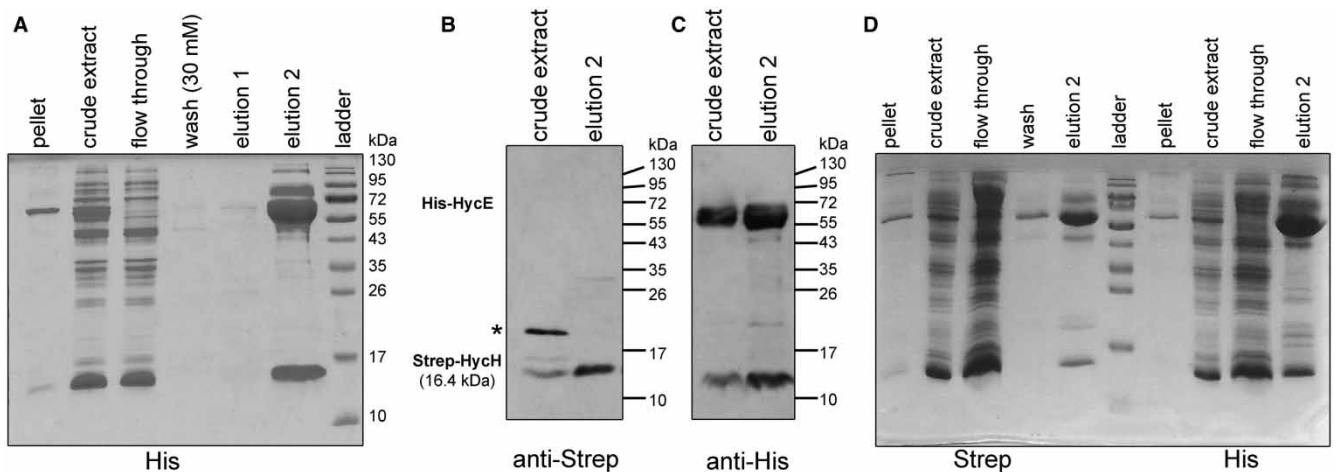 A
pellet
crude extract
flow through
wash (30 mM)
elution 1
elution 2
ladder
kDa
130
95
72
55
43
35
26
17
10
His
B
crude extract
elution 2
kDa
130
95
72
55
43
35
26
17
10
His-HycE
*
Strep-HycH
(16.4 kDa)
anti-Strep
C
crude extract
elution 2
kDa
130
95
72
55
43
35
26
17
10
anti-His
D
pellet
crude extract
flow through
wash
elution 2
ladder
pellet
crude extract
flow through
elution 2
Strep
His